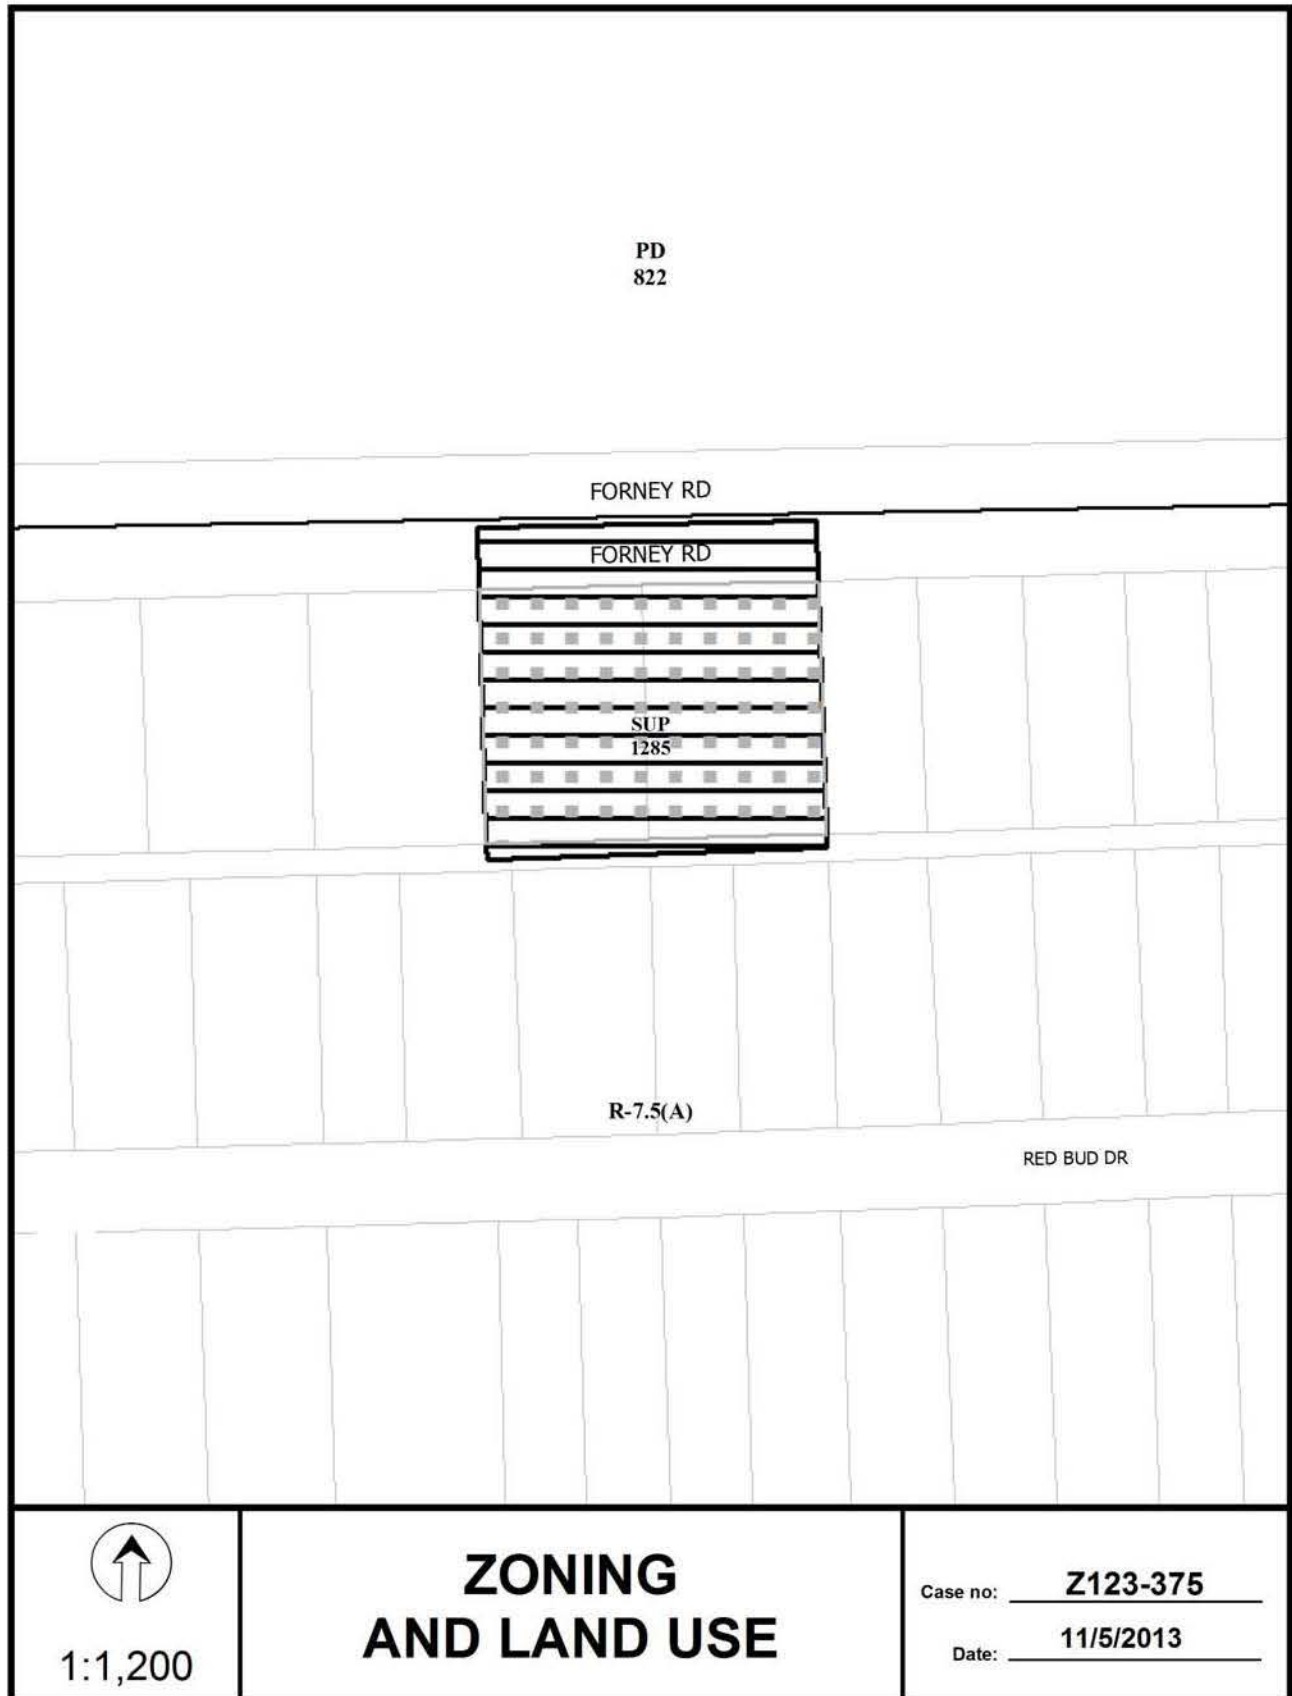 PD
822
FORNEY RD
FORNEY RD
SUP
1285
R-7.5(A)
RED BUD DR
1:1,200
ZONING
AND LAND USE
Case no: Z123-375
Date: 11/5/2013